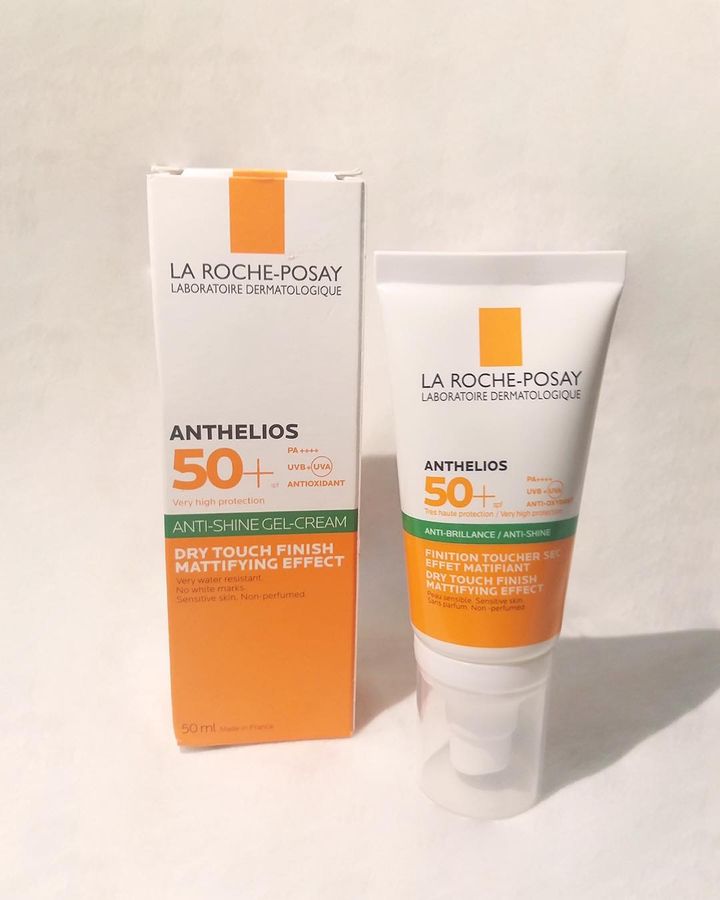 LA ROCHE-POSAY
LABORATOIRE DERMATOLOGIQUE
ANTHELIOS
50+ spf
PA++++
UVB+UVA
ANTIOXIDANT
Very high protection
ANTI-SHINE GEL-CREAM
DRY TOUCH FINISH
MATTIFYING EFFECT
Very water resistant.
No white marks.
Sensitive skin. Non-perfumed.
50 ml Made in France
LA ROCHE-POSAY
LABORATOIRE DERMATOLOGIQUE
ANTHELIOS
50+ spf
PA++++
UVB+UVA
ANTI-OXYDANT
Très haute protection / Very high protection
ANTI-BRILLANCE / ANTI-SHINE
FINITION TOUCHER SEC
EFFET MATIFIANT
DRY TOUCH FINISH
MATTIFYING EFFECT
Peau sensible. Sensitive skin.
Sans parfum. Non-perfumed